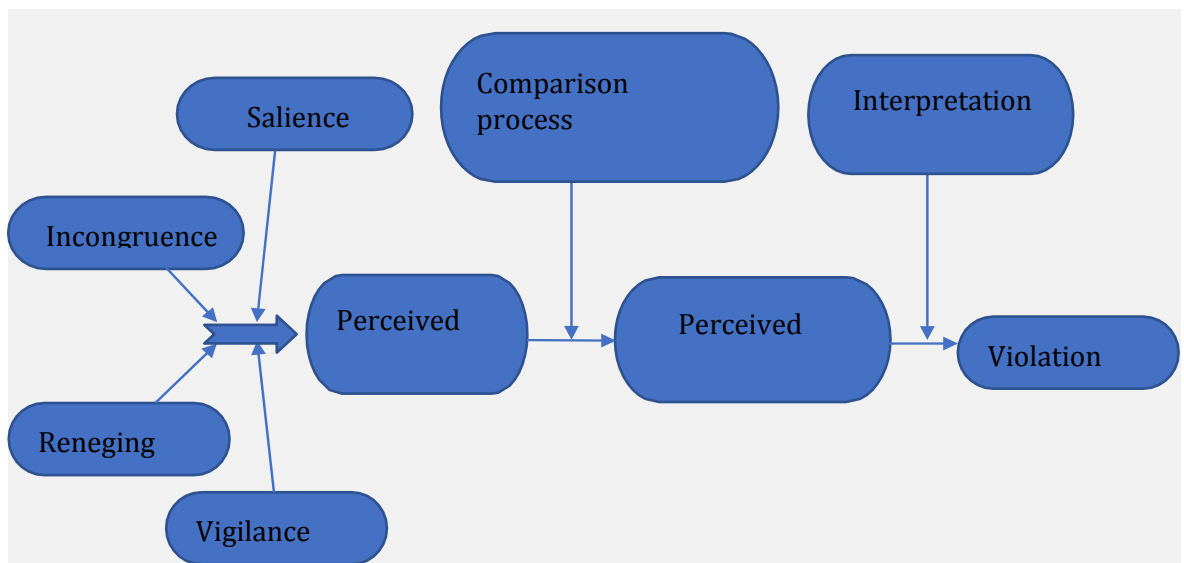 Salience
Comparison
process
Interpretation
Incongruence
Perceived
Perceived
Violation
Reneging
Vigilance